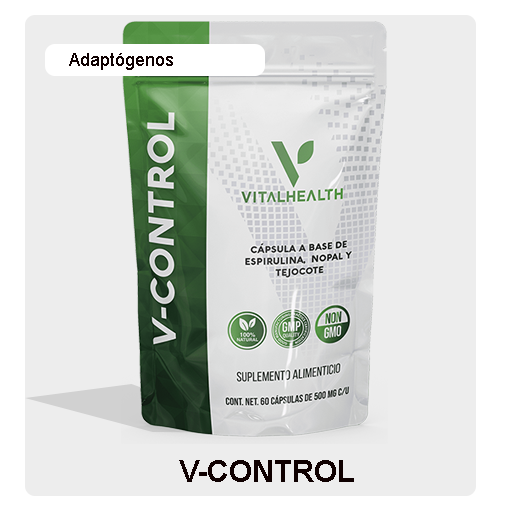 Adaptógenos
V-CONTROL
VITALHEALTH
CÁPSULA A BASE DE
ESPIRULINA, NOPAL Y
TEJOCOTE
100%
NATURAL
GMP
QUALITY
NON
GMO
SUPLEMENTO ALIMENTICIO
CONT. NET. 60 CÁPSULAS DE 500 MG C/U
V-CONTROL